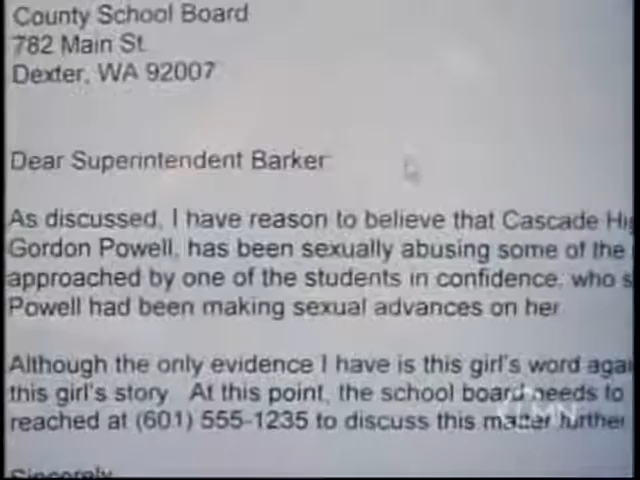 County School Board
782 Main St.
Dexter, WA 92007
Dear Superintendent Barker:
As discussed, I have reason to believe that Cascade Hi
Gordon Powell, has been sexually abusing some of the
approached by one of the students in confidence, who s
Powell had been making sexual advances on her.
Although the only evidence I have is this girl's word agai
this girl's story. At this point, the school board needs to
reached at (601) 555-1235 to discuss this matter further.
Sincerely